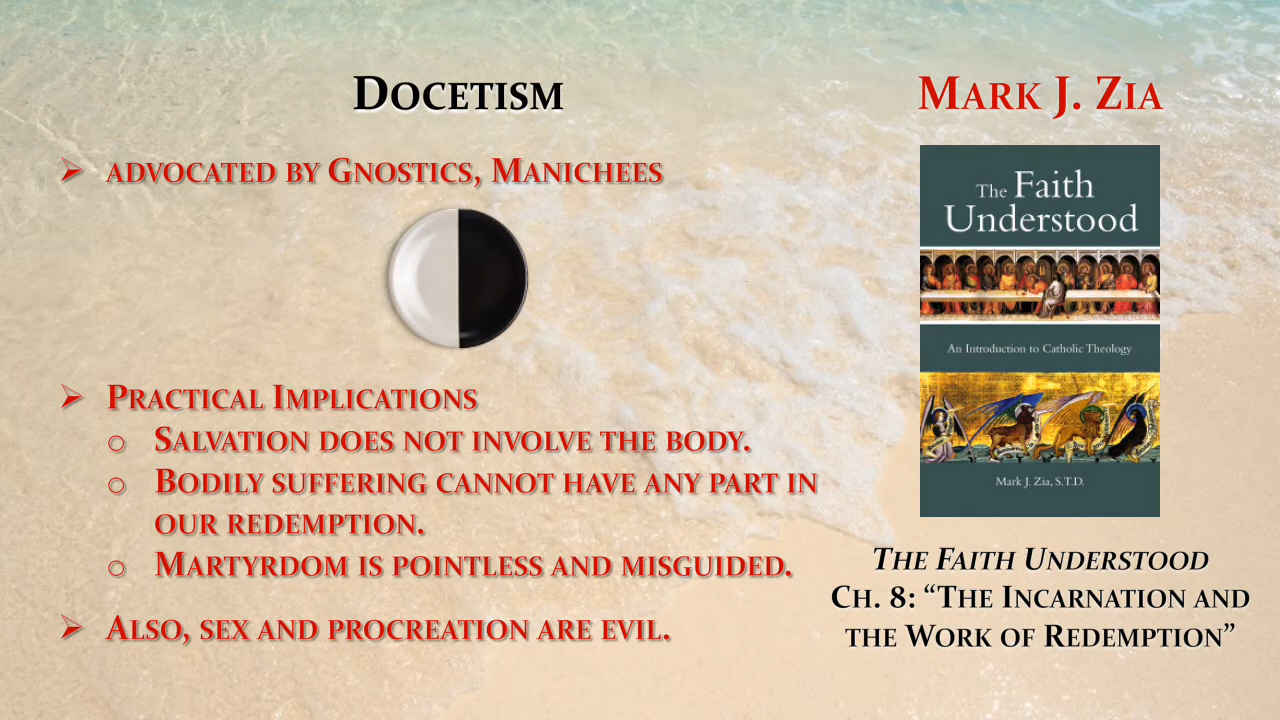 Docetism
➢ advocated by Gnostics, Manichees
➢ Practical Implications
o Salvation does not involve the body.
o Bodily suffering cannot have any part in
our redemption.
o Martyrdom is pointless and misguided.
➢ Also, sex and procreation are evil.
Mark J. Zia
The Faith
Understood
An Introduction to Catholic Theology
Mark J. Zia, S.T.D.
The Faith Understood
Ch. 8: “The Incarnation and
the Work of Redemption”